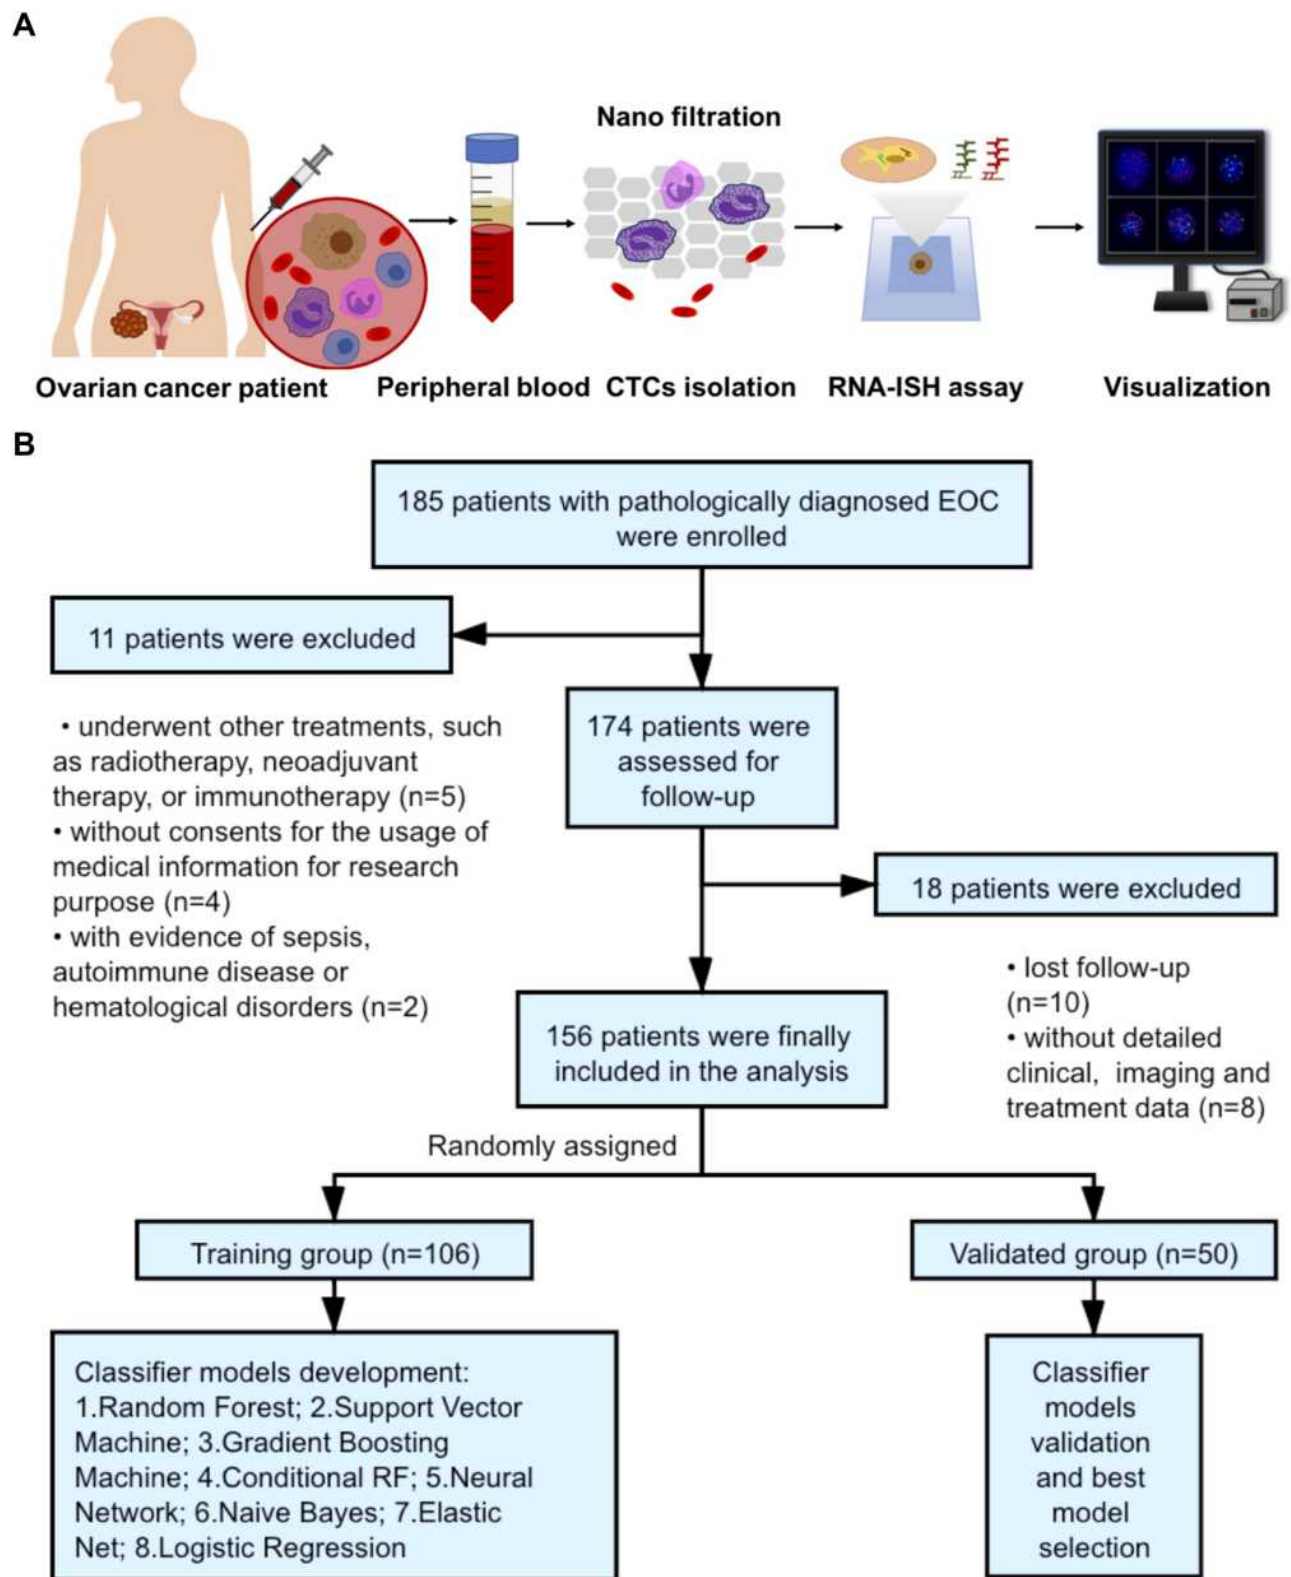 A
Nano filtration
Ovarian cancer patient
Peripheral blood
CTCs isolation
RNA-ISH assay
Visualization
B
185 patients with pathologically diagnosed EOC
were enrolled
11 patients were excluded
• underwent other treatments, such
as radiotherapy, neoadjuvant
therapy, or immunotherapy (n=5)
• without consents for the usage of
medical information for research
purpose (n=4)
• with evidence of sepsis,
autoimmune disease or
hematological disorders (n=2)
174 patients were
assessed for
follow-up
18 patients were excluded
• lost follow-up
(n=10)
• without detailed
clinical, imaging and
treatment data (n=8)
156 patients were finally
included in the analysis
Randomly assigned
Training group (n=106)
Validated group (n=50)
Classifier models development:
1.Random Forest; 2.Support Vector
Machine; 3.Gradient Boosting
Machine; 4.Conditional RF; 5.Neural
Network; 6.Naive Bayes; 7.Elastic
Net; 8.Logistic Regression
Classifier
models
validation
and best
model
selection